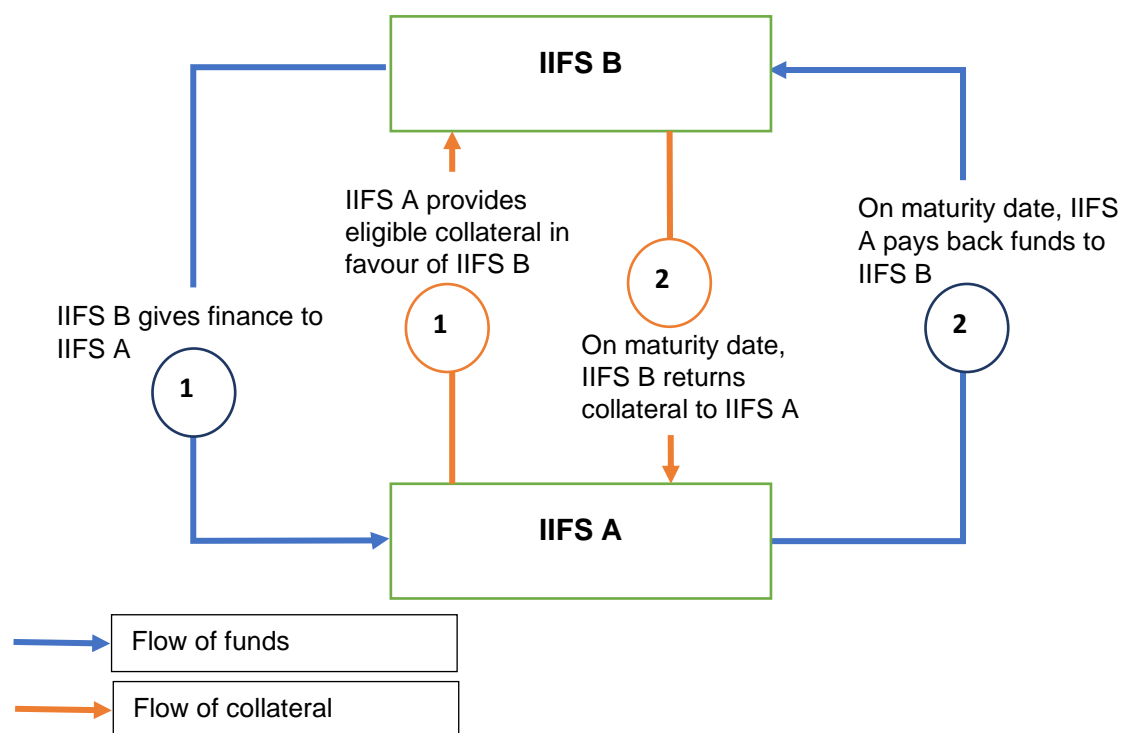 IIFS B
IIFS A provides
eligible collateral in
favour of IIFS B
1
On maturity date, IIFS
A pays back funds to
IIFS B
2
2
IIFS B gives finance to
IIFS A
1
On maturity date,
IIFS B returns
collateral to IIFS A
IIFS A
Flow of funds
Flow of collateral